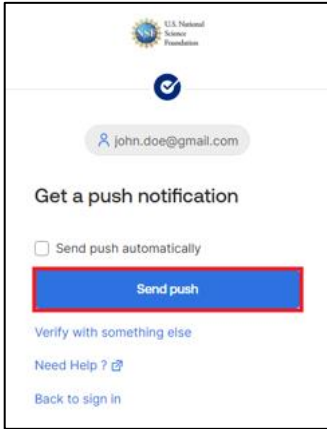 NSF
U.S. National
Science
Foundation
john.doe@gmail.com
Get a push notification
Send push automatically
Send push
Verify with something else
Need Help ?
Back to sign in